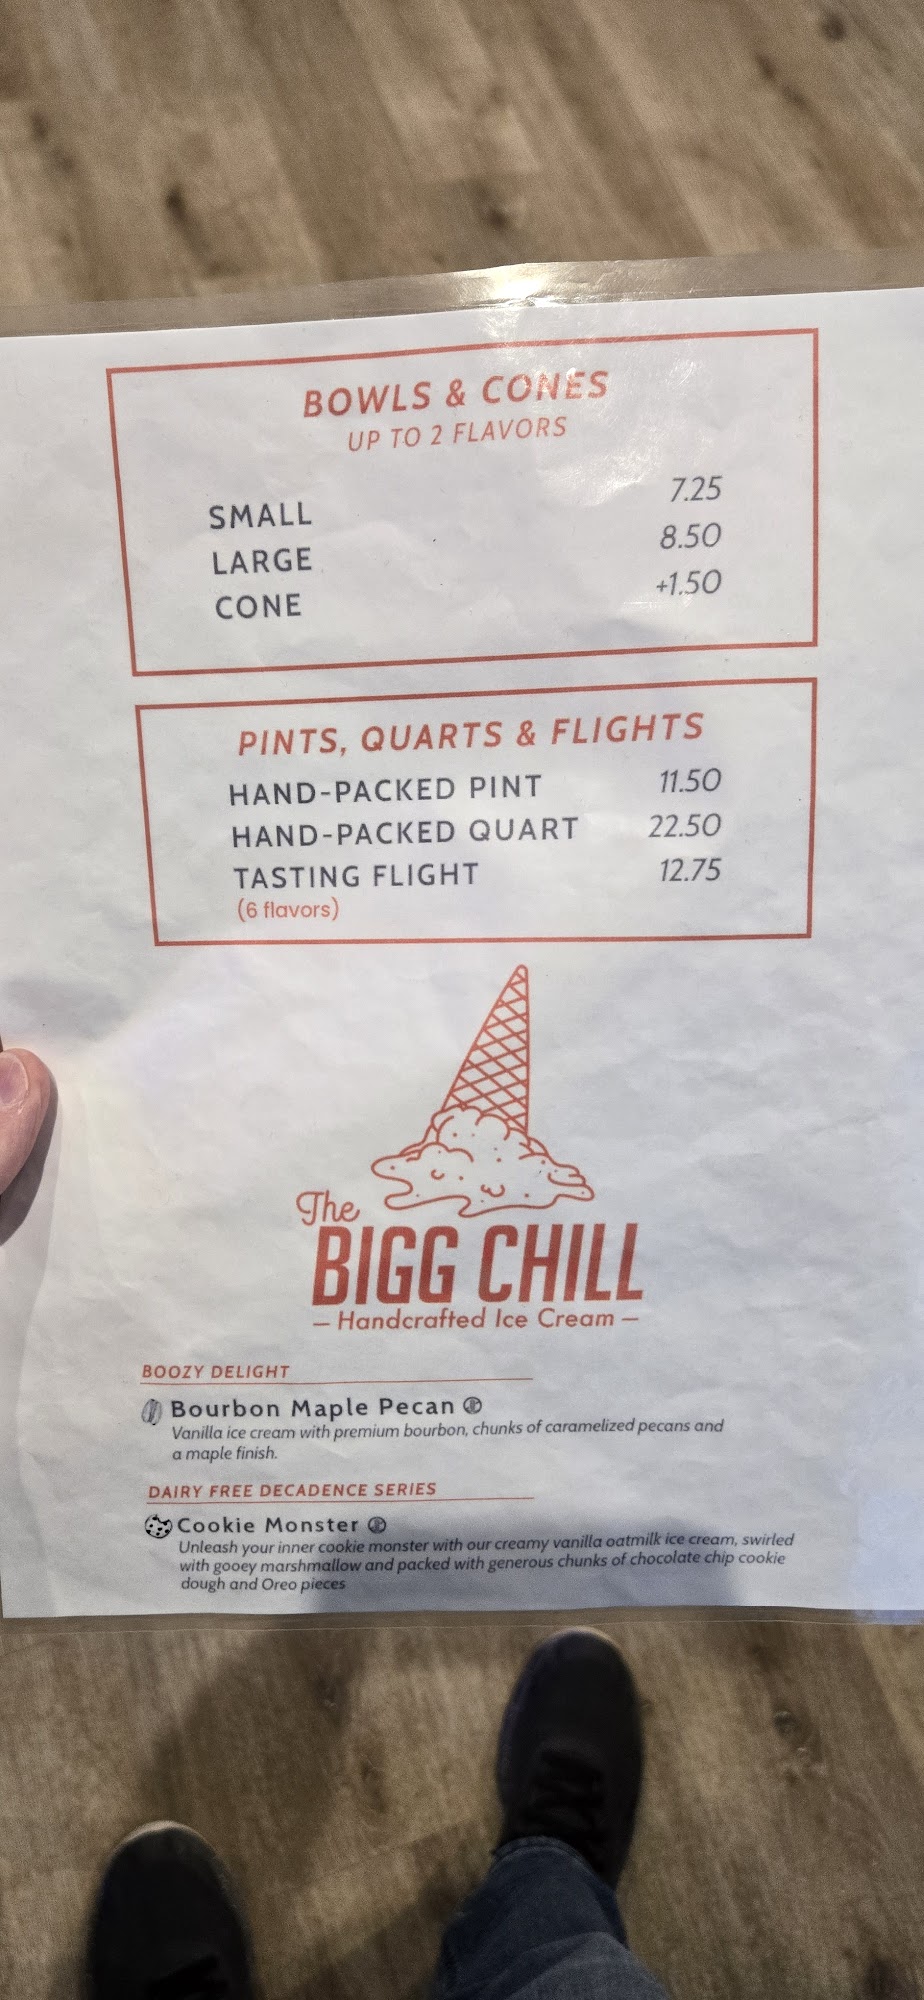 BOWLS & CONES
UP TO 2 FLAVORS
SMALL 7.25
LARGE 8.50
CONE +1.50
PINTS, QUARTS & FLIGHTS
HAND-PACKED PINT 11.50
HAND-PACKED QUART 22.50
TASTING FLIGHT 12.75
(6 flavors)
The
BIGG CHILL
– Handcrafted Ice Cream –
BOOZY DELIGHT
Bourbon Maple Pecan
Vanilla ice cream with premium bourbon, chunks of caramelized pecans and
a maple finish.
DAIRY FREE DECADENCE SERIES
Cookie Monster
Unleash your inner cookie monster with our creamy vanilla oatmilk ice cream, swirled
with gooey marshmallow and packed with generous chunks of chocolate chip cookie
dough and Oreo pieces